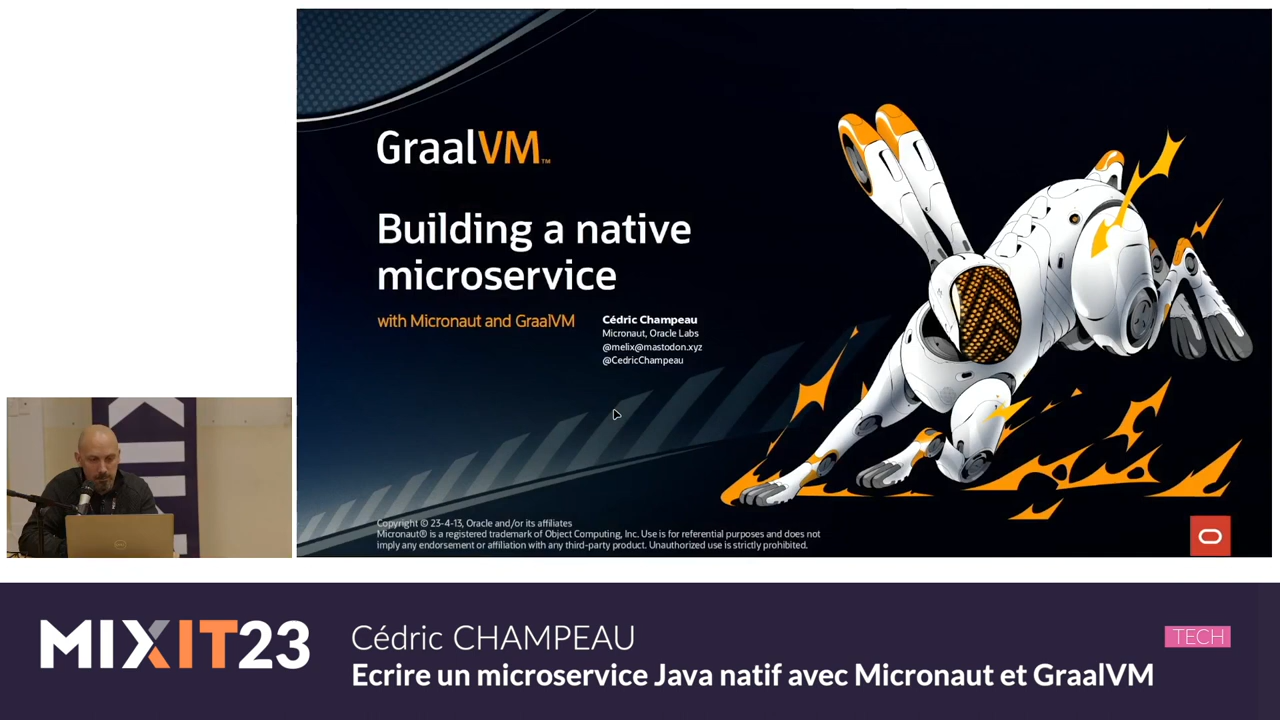 GraalVM™
Building a native
microservice
with Micronaut and GraalVM
Cédric Champeau
Micronaut, Oracle Labs
@melix@mastodon.xyz
@CedricChampeau
Copyright © 23-4-13, Oracle and/or its affiliates
Micronaut® is a registered trademark of Object Computing, Inc. Use is for referential purposes and does not
imply any endorsement or affiliation with any third-party product. Unauthorized use is strictly prohibited.
MIXIT23
Cédric CHAMPEAU
TECH
Ecrire un microservice Java natif avec Micronaut et GraalVM